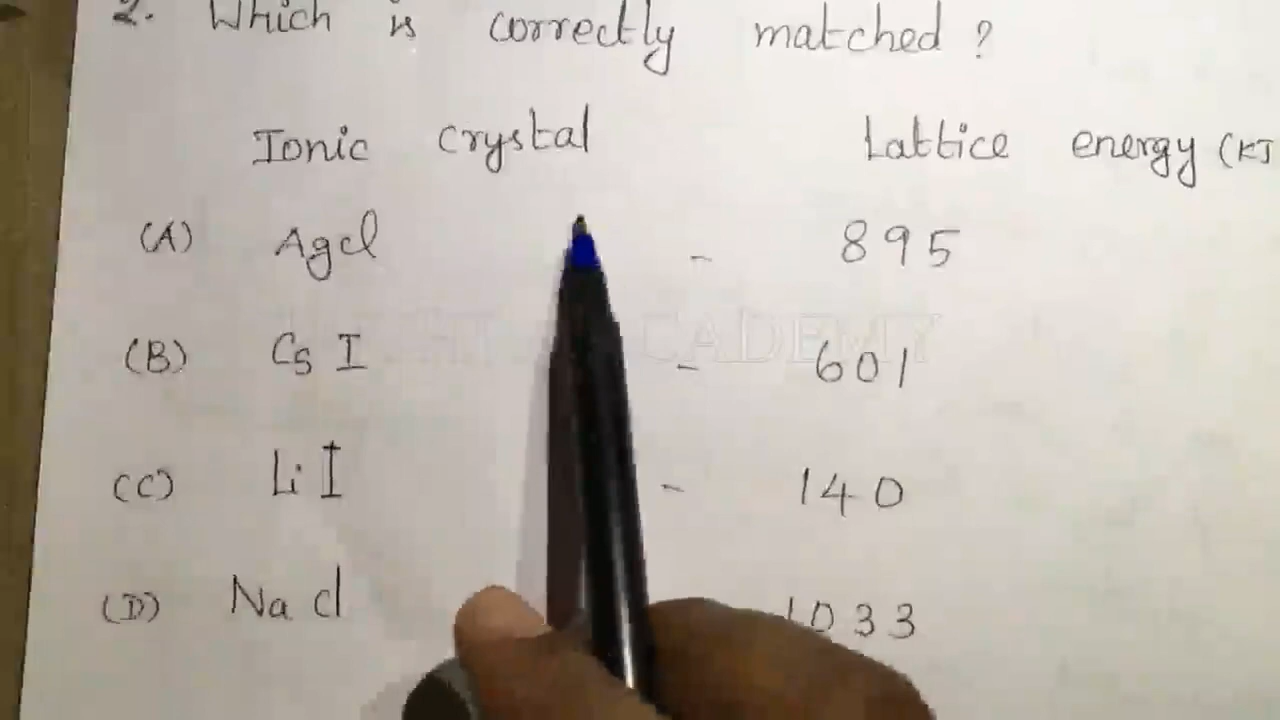 2. Which is correctly matched ?
Ionic crystal Lattice energy (KJ
(A) Agcl - 895
(B) Cs I - 601
(C) Li I - 140
(D) Na cl 1033
ACADEMY